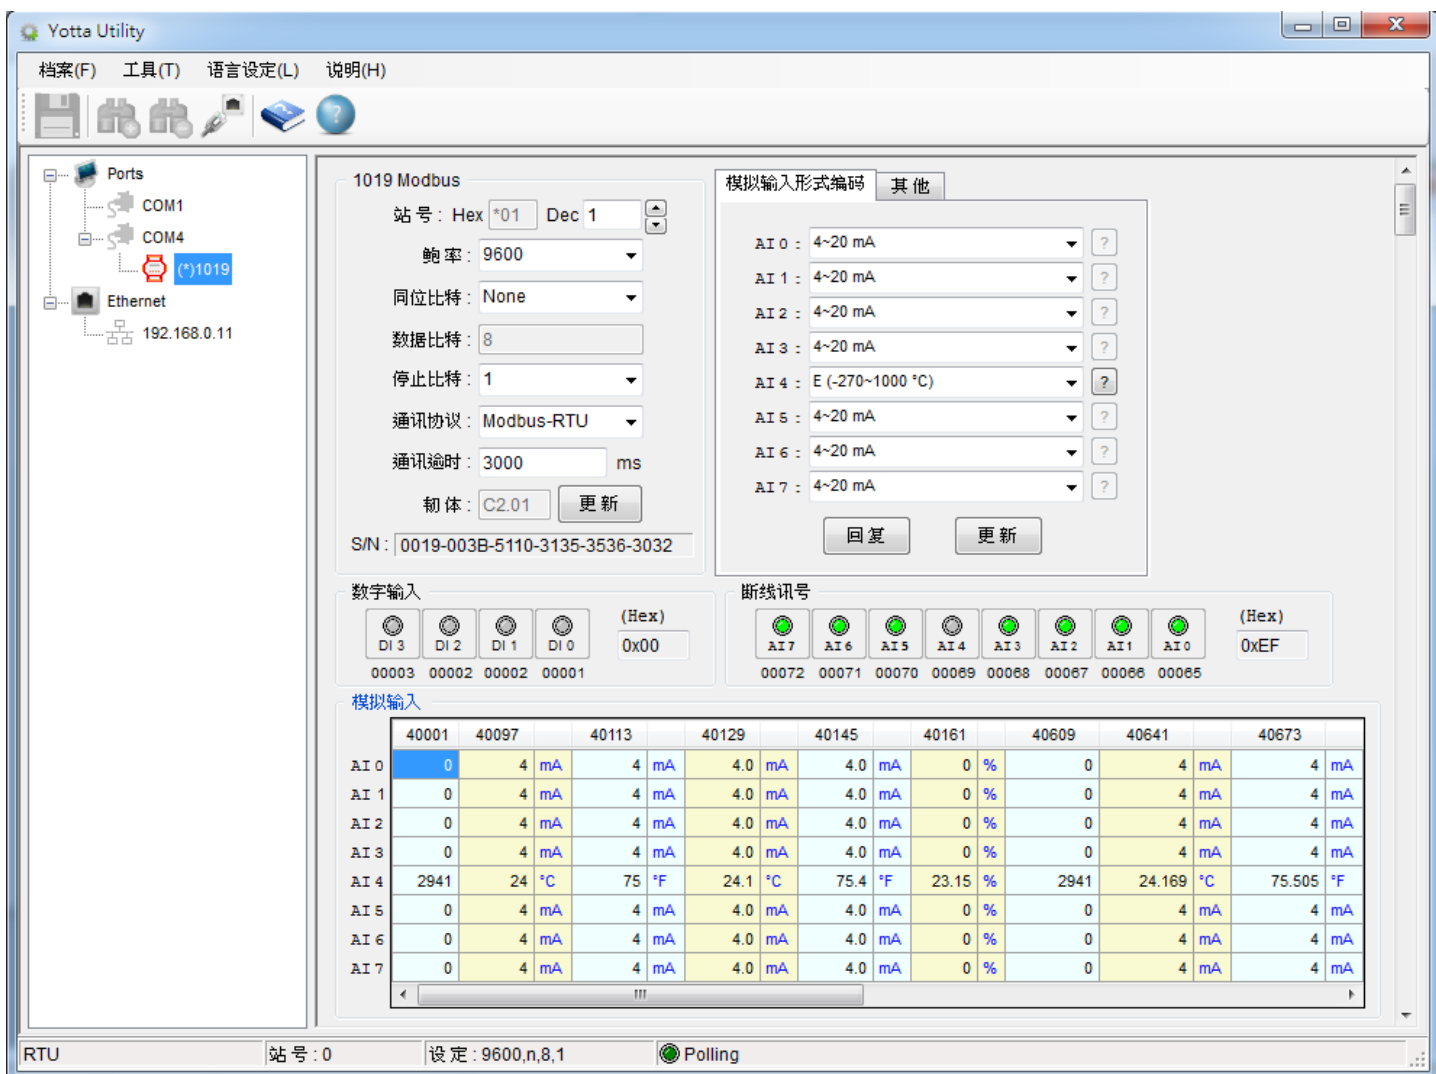 Yotta Utility
档案(F) 工具(T) 语言设定(L) 说明(H)
Ports
COM1
COM4
(*)1019
Ethernet
192.168.0.11
1019 Modbus
站号: Hex *01 Dec 1
鲍率: 9600
同位比特: None
数据比特: 8
停止比特: 1
通讯协议: Modbus-RTU
通讯逾时: 3000 ms
韧体: C2.01 更新
S/N: 0019-003B-5110-3135-3536-3032
模拟输入形式编码 其他
AI 0: 4~20 mA ?
AI 1: 4~20 mA ?
AI 2: 4~20 mA ?
AI 3: 4~20 mA ?
AI 4: E (-270~1000 °C) ?
AI 5: 4~20 mA ?
AI 6: 4~20 mA ?
AI 7: 4~20 mA ?
回复 更新
数字输入
(Hex)
DI 3 DI 2 DI 1 DI 0 0x00
00003 00002 00002 00001
断线讯号
(Hex)
AI 7 AI 6 AI 5 AI 4 AI 3 AI 2 AI 1 AI 0 0xEF
00072 00071 00070 00069 00068 00067 00066 00065
模拟输入
40001 40097 40113 40129 40145 40161 40609 40641 40673
AI 0 0 4 mA 4 mA 4.0 mA 4.0 mA 0 % 0 4 mA 4 mA
AI 1 0 4 mA 4 mA 4.0 mA 4.0 mA 0 % 0 4 mA 4 mA
AI 2 0 4 mA 4 mA 4.0 mA 4.0 mA 0 % 0 4 mA 4 mA
AI 3 0 4 mA 4 mA 4.0 mA 4.0 mA 0 % 0 4 mA 4 mA
AI 4 2941 24 °C 75 °F 24.1 °C 75.4 °F 23.15 % 2941 24.169 °C 75.505 °F
AI 5 0 4 mA 4 mA 4.0 mA 4.0 mA 0 % 0 4 mA 4 mA
AI 6 0 4 mA 4 mA 4.0 mA 4.0 mA 0 % 0 4 mA 4 mA
AI 7 0 4 mA 4 mA 4.0 mA 4.0 mA 0 % 0 4 mA 4 mA
RTU 站号:0 设定:9600,n,8,1 Polling